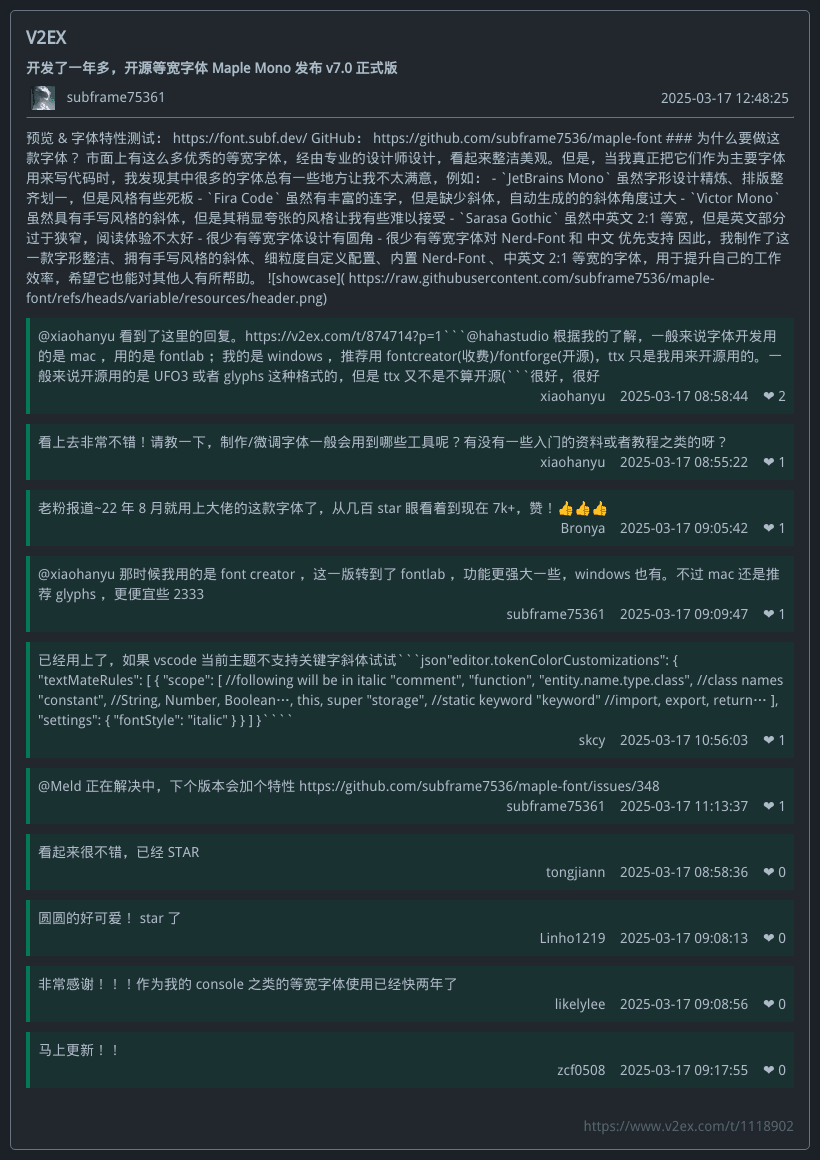 V2EX
开发了一年多，开源等宽字体 Maple Mono 发布 v7.0 正式版
subframe75361
2025-03-17 12:48:25
预览 & 字体特性测试： https://font.subf.dev/ GitHub： https://github.com/subframe7536/maple-font ### 为什么要做这
款字体？ 市面上有这么多优秀的等宽字体，经由专业的设计师设计，看起来整洁美观。但是，当我真正把它们作为主要字体
用来写代码时，我发现其中很多的字体总有一些地方让我不太满意，例如： - `JetBrains Mono` 虽然字形设计精炼、排版整
齐划一，但是风格有些死板 - `Fira Code` 虽然有丰富的连字，但是缺少斜体，自动生成的的斜体角度过大 - `Victor Mono`
虽然具有手写风格的斜体，但是其稍显夸张的风格让我有些难以接受 - `Sarasa Gothic` 虽然中英文 2:1 等宽，但是英文部分
过于狭窄，阅读体验不太好 - 很少有等宽字体设计有圆角 - 很少有等宽字体对 Nerd-Font 和 中文 优先支持 因此，我制作了这
一款字形整洁、拥有手写风格的斜体、细粒度自定义配置、内置 Nerd-Font 、中英文 2:1 等宽的字体，用于提升自己的工作
效率，希望它也能对其他人有所帮助。 ![showcase]( https://raw.githubusercontent.com/subframe7536/maple-
font/refs/heads/variable/resources/header.png)
@xiaohanyu 看到了这里的回复。https://v2ex.com/t/874714?p=1```@hahastudio 根据我的了解，一般来说字体开发用
的是 mac ，用的是 fontlab ；我的是 windows ，推荐用 fontcreator(收费)/fontforge(开源)，ttx 只是我用来开源用的。一
般来说开源用的是 UFO3 或者 glyphs 这种格式的，但是 ttx 又不是不算开源(```很好，很好
xiaohanyu 2025-03-17 08:58:44 ❤ 2
看上去非常不错！请教一下，制作/微调字体一般会用到哪些工具呢？有没有一些入门的资料或者教程之类的呀？
xiaohanyu 2025-03-17 08:55:22 ❤ 1
老粉报道~22 年 8 月就用上大佬的这款字体了，从几百 star 眼看着到现在 7k+，赞！👍👍👍
Bronya 2025-03-17 09:05:42 ❤ 1
@xiaohanyu 那时候我用的是 font creator ，这一版转到了 fontlab ，功能更强大一些，windows 也有。不过 mac 还是推
荐 glyphs ，更便宜些 2333
subframe75361 2025-03-17 09:09:47 ❤ 1
已经用上了，如果 vscode 当前主题不支持关键字斜体试试```json"editor.tokenColorCustomizations": {
"textMateRules": [ { "scope": [ //following will be in italic "comment", "function", "entity.name.type.class", //class names
"constant", //String, Number, Boolean…, this, super "storage", //static keyword "keyword" //import, export, return… ],
"settings": { "fontStyle": "italic" } } ] }````
skcy 2025-03-17 10:56:03 ❤ 1
@Meld 正在解决中，下个版本会加个特性 https://github.com/subframe7536/maple-font/issues/348
subframe75361 2025-03-17 11:13:37 ❤ 1
看起来很不错，已经 STAR
tongjiann 2025-03-17 08:58:36 ❤ 0
圆圆的好可爱！ star 了
Linho1219 2025-03-17 09:08:13 ❤ 0
非常感谢！！！作为我的 console 之类的等宽字体使用已经快两年了
likelylee 2025-03-17 09:08:56 ❤ 0
马上更新！！
zcf0508 2025-03-17 09:17:55 ❤ 0
https://www.v2ex.com/t/1118902